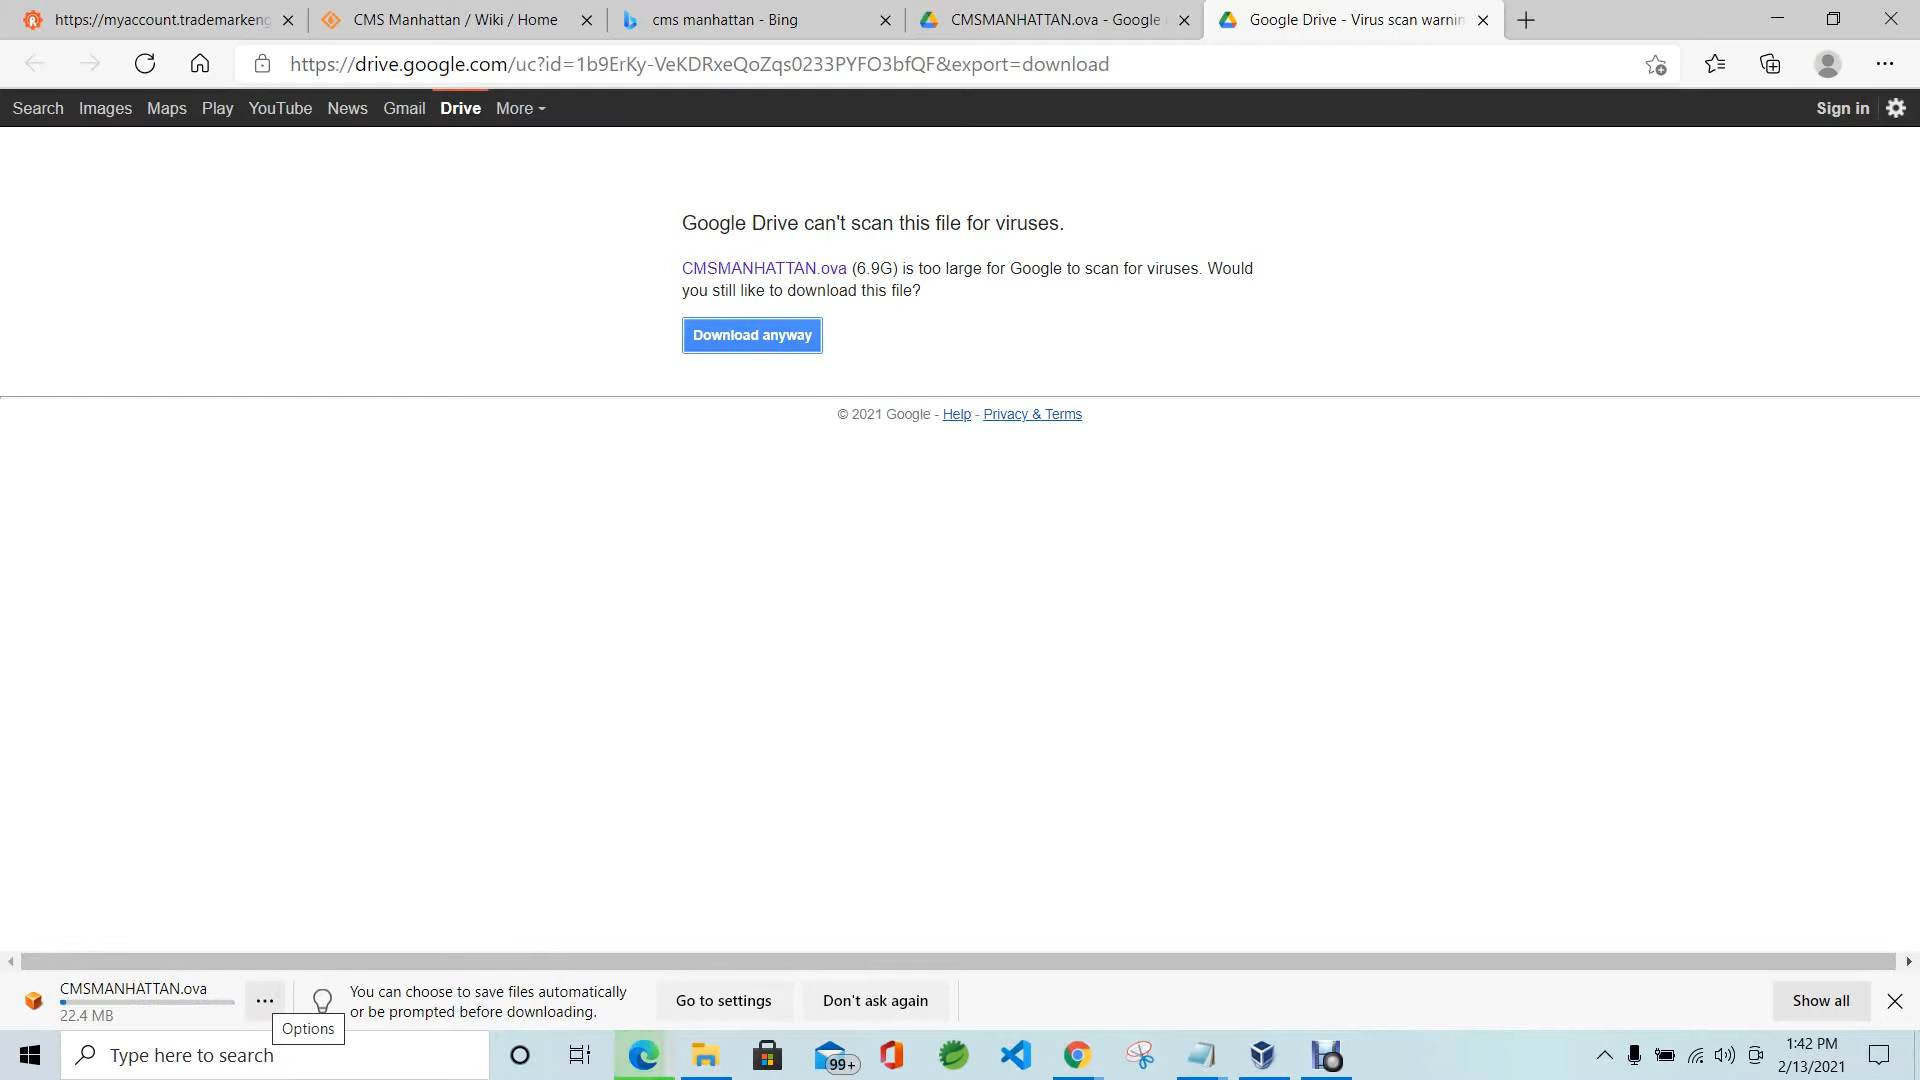 https://myaccount.trademarkeng
CMS Manhattan / Wiki / Home
cms manhattan - Bing
CMSMANHATTAN.ova - Google
Google Drive - Virus scan warnin
https://drive.google.com/uc?id=1b9ErKy-VeKDRxeQoZqs0233PYFO3bfQF&export=download
Search Images Maps Play YouTube News Gmail Drive More
Sign in
Google Drive can't scan this file for viruses.
CMSMANHATTAN.ova (6.9G) is too large for Google to scan for viruses. Would
you still like to download this file?
Download anyway
© 2021 Google - Help - Privacy & Terms
CMSMANHATTAN.ova
22.4 MB
Options
You can choose to save files automatically
or be prompted before downloading.
Go to settings
Don't ask again
Show all
Type here to search
99+
1:42 PM
2/13/2021